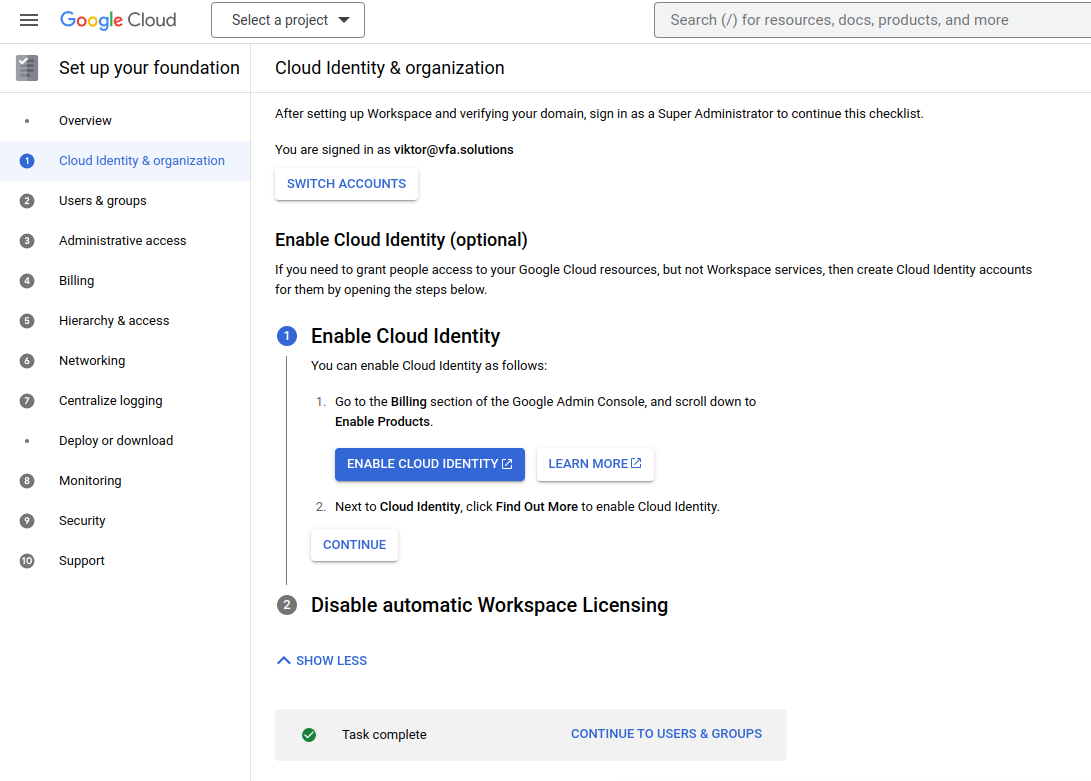 Google Cloud
Select a project
Search (/) for resources, docs, products, and more
Set up your foundation
Overview
1 Cloud Identity & organization
2 Users & groups
3 Administrative access
4 Billing
5 Hierarchy & access
6 Networking
7 Centralize logging
Deploy or download
8 Monitoring
9 Security
10 Support
Cloud Identity & organization
After setting up Workspace and verifying your domain, sign in as a Super Administrator to continue this checklist.
You are signed in as viktor@vfa.solutions
SWITCH ACCOUNTS
Enable Cloud Identity (optional)
If you need to grant people access to your Google Cloud resources, but not Workspace services, then create Cloud Identity accounts
for them by opening the steps below.
1 Enable Cloud Identity
You can enable Cloud Identity as follows:
1. Go to the Billing section of the Google Admin Console, and scroll down to
Enable Products.
ENABLE CLOUD IDENTITY
LEARN MORE
2. Next to Cloud Identity, click Find Out More to enable Cloud Identity.
CONTINUE
2 Disable automatic Workspace Licensing
SHOW LESS
Task complete
CONTINUE TO USERS & GROUPS